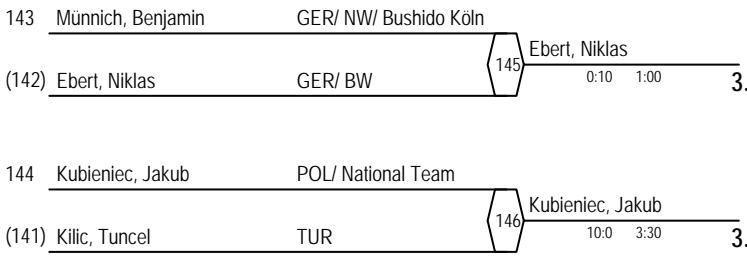 143 Münnich, Benjamin GER/ NW/ Bushido Köln
145 Ebert, Niklas
(142) Ebert, Niklas GER/ BW 0:10 1:00 3.
144 Kubieniec, Jakub POL/ National Team
146 Kubieniec, Jakub
(141) Kilic, Tuncel TUR 10:0 3:30 3.